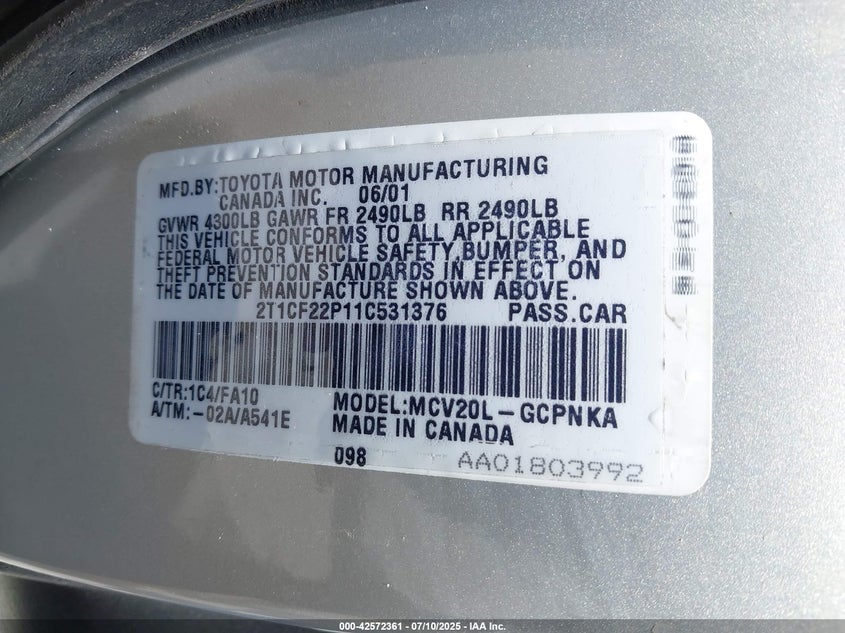 MFD.BY:TOYOTA MOTOR MANUFACTURING
CANADA INC. 06/01
GVWR 4300LB GAWR FR 2490LB RR 2490LB
THIS VEHICLE CONFORMS TO ALL APPLICABLE
FEDERAL MOTOR VEHICLE SAFETY,BUMPER, AND
THEFT PREVENTION STANDARDS IN EFFECT ON
THE DATE OF MANUFACTURE SHOWN ABOVE.
2T1CF22P11C531376 PASS.CAR
C/TR:1C4/FA10
A/TM:-02A/A541E
MODEL:MCV20L-GCPNKA
MADE IN CANADA
098
AA01803992
000-42572361 - 07/10/2025 - IAA Inc.